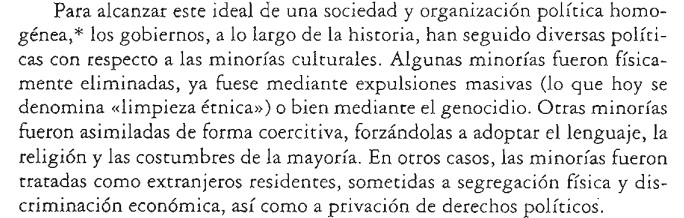 Para alcanzar este ideal de una sociedad y organización política homo-
génea,* los gobiernos, a lo largo de la historia, han seguido diversas políti-
cas con respecto a las minorías culturales. Algunas minorías fueron física-
mente eliminadas, ya fuese mediante expulsiones masivas (lo que hoy se
denomina «limpieza étnica») o bien mediante el genocidio. Otras minorías
fueron asimiladas de forma coercitiva, forzándolas a adoptar el lenguaje, la
religión y las costumbres de la mayoría. En otros casos, las minorías fueron
tratadas como extranjeros residentes, sometidas a segregación física y dis-
criminación económica, así como a privación de derechos políticos.